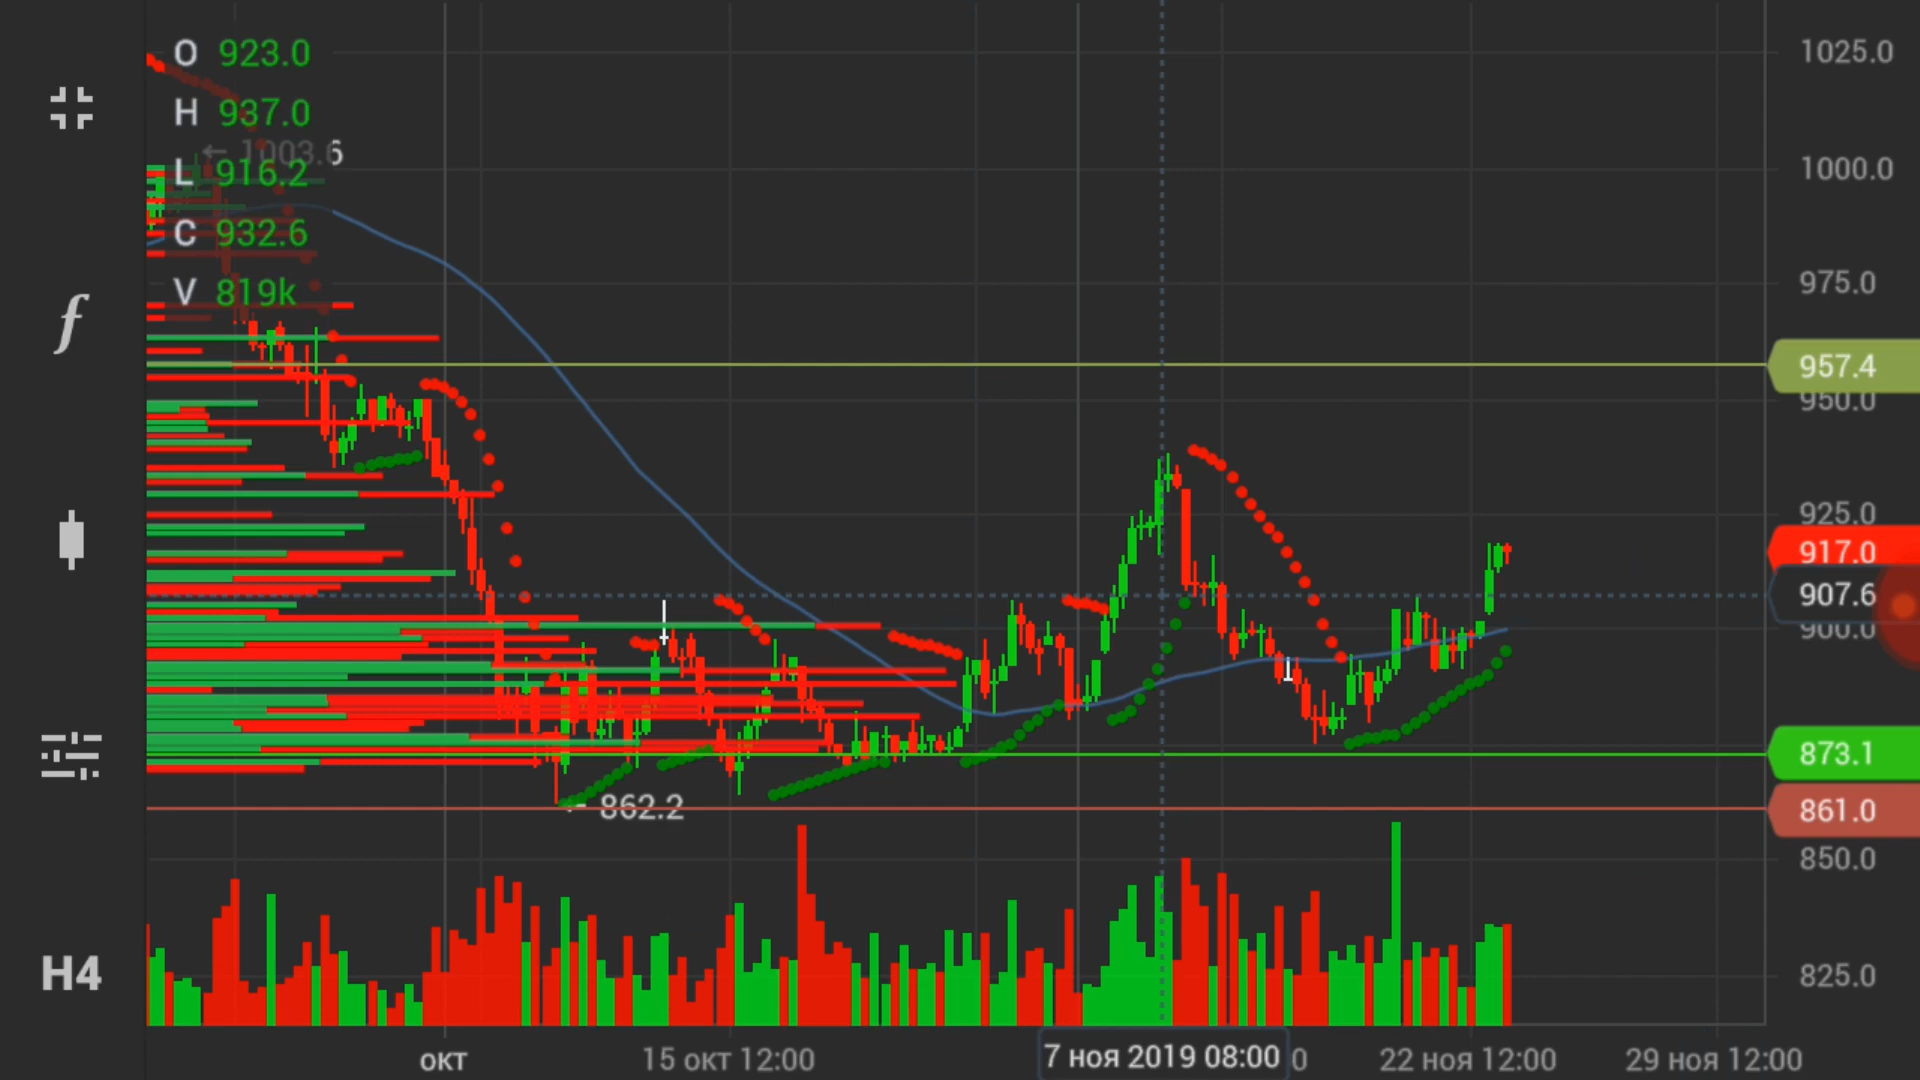 O 923.0
H 937.0
← 1003.6
L 916.2
C 932.6
V 819k
f
H4
1025.0
1000.0
975.0
957.4
950.0
925.0
917.0
907.6
900.0
873.1
861.0
850.0
825.0
862.2
окт
15 окт 12:00
7 ноя 2019 08:00
0
22 ноя 12:00
29 ноя 12:00